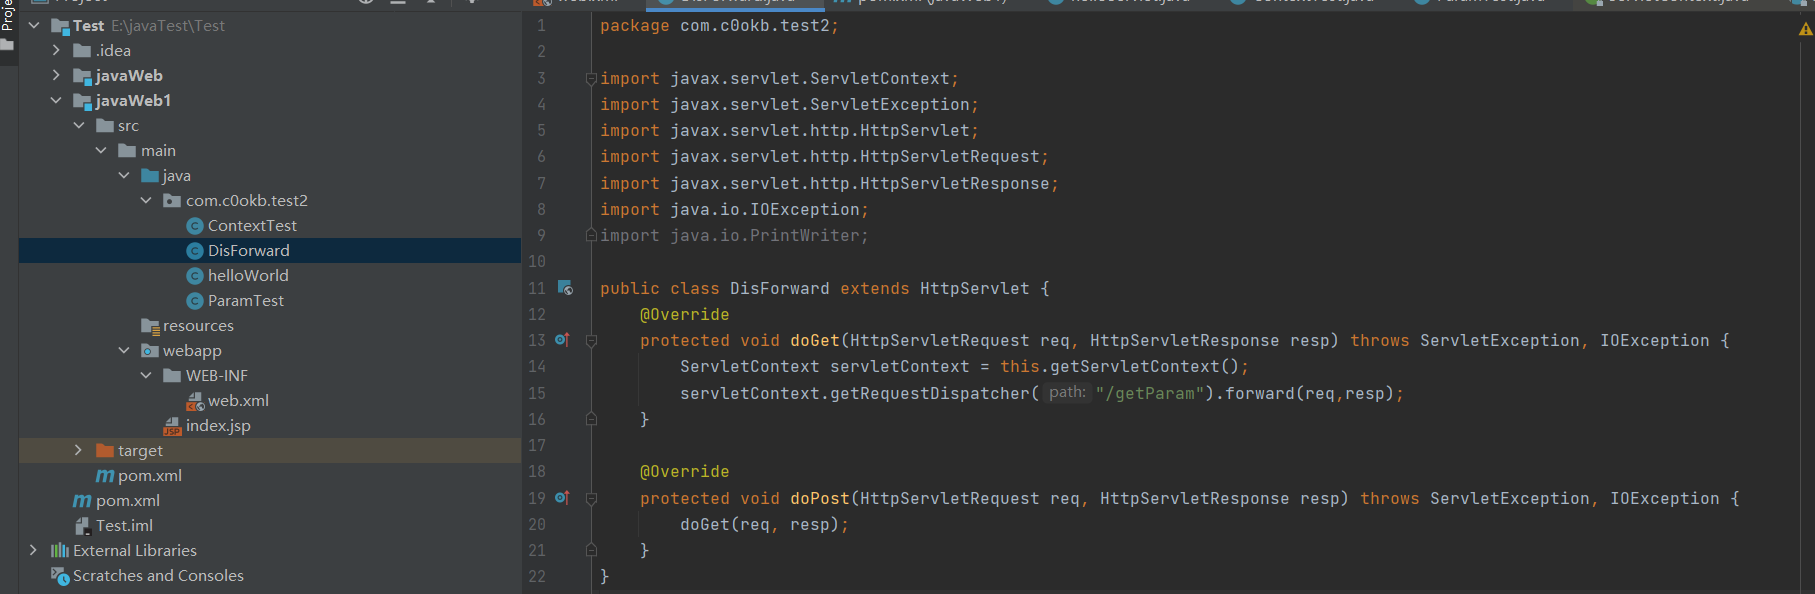 Project
Test E:\javaTest\Test
.idea
javaWeb
javaWeb1
src
main
java
com.c0okb.test2
ContextTest
DisForward
helloWorld
ParamTest
resources
webapp
WEB-INF
web.xml
index.jsp
target
pom.xml
pom.xml
Test.iml
External Libraries
Scratches and Consoles
1 package com.c0okb.test2;
2
3 import javax.servlet.ServletContext;
4 import javax.servlet.ServletException;
5 import javax.servlet.http.HttpServlet;
6 import javax.servlet.http.HttpServletRequest;
7 import javax.servlet.http.HttpServletResponse;
8 import java.io.IOException;
9 import java.io.PrintWriter;
10
11 public class DisForward extends HttpServlet {
12 @Override
13 protected void doGet(HttpServletRequest req, HttpServletResponse resp) throws ServletException, IOException {
14 ServletContext servletContext = this.getServletContext();
15 servletContext.getRequestDispatcher( path: "/getParam").forward(req,resp);
16 }
17
18 @Override
19 protected void doPost(HttpServletRequest req, HttpServletResponse resp) throws ServletException, IOException {
20 doGet(req, resp);
21 }
22 }